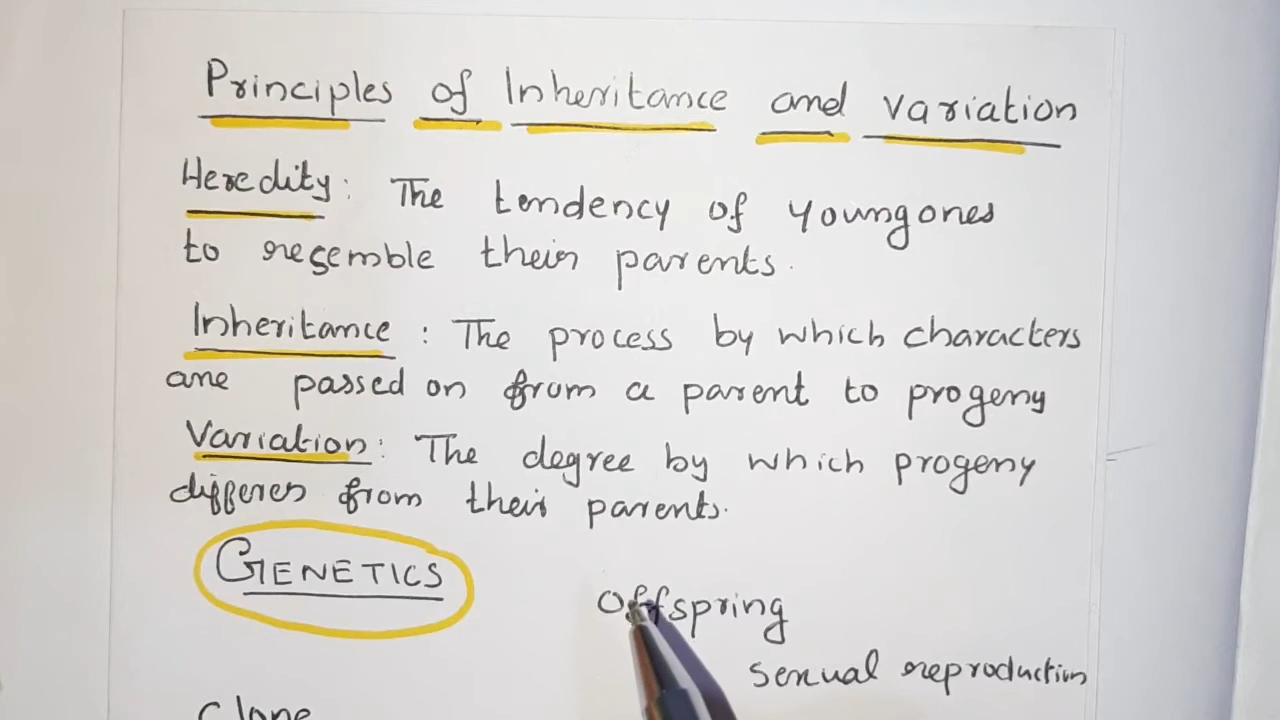 Principles of Inheritance and variation
Heredity: The tendency of youngones
to resemble their parents.
Inheritance : The process by which characters
are passed on from a parent to progeny
Variation: The degree by which progeny
differes from their parents.
GENETICS
Offspring
sexual reproduction
Clone